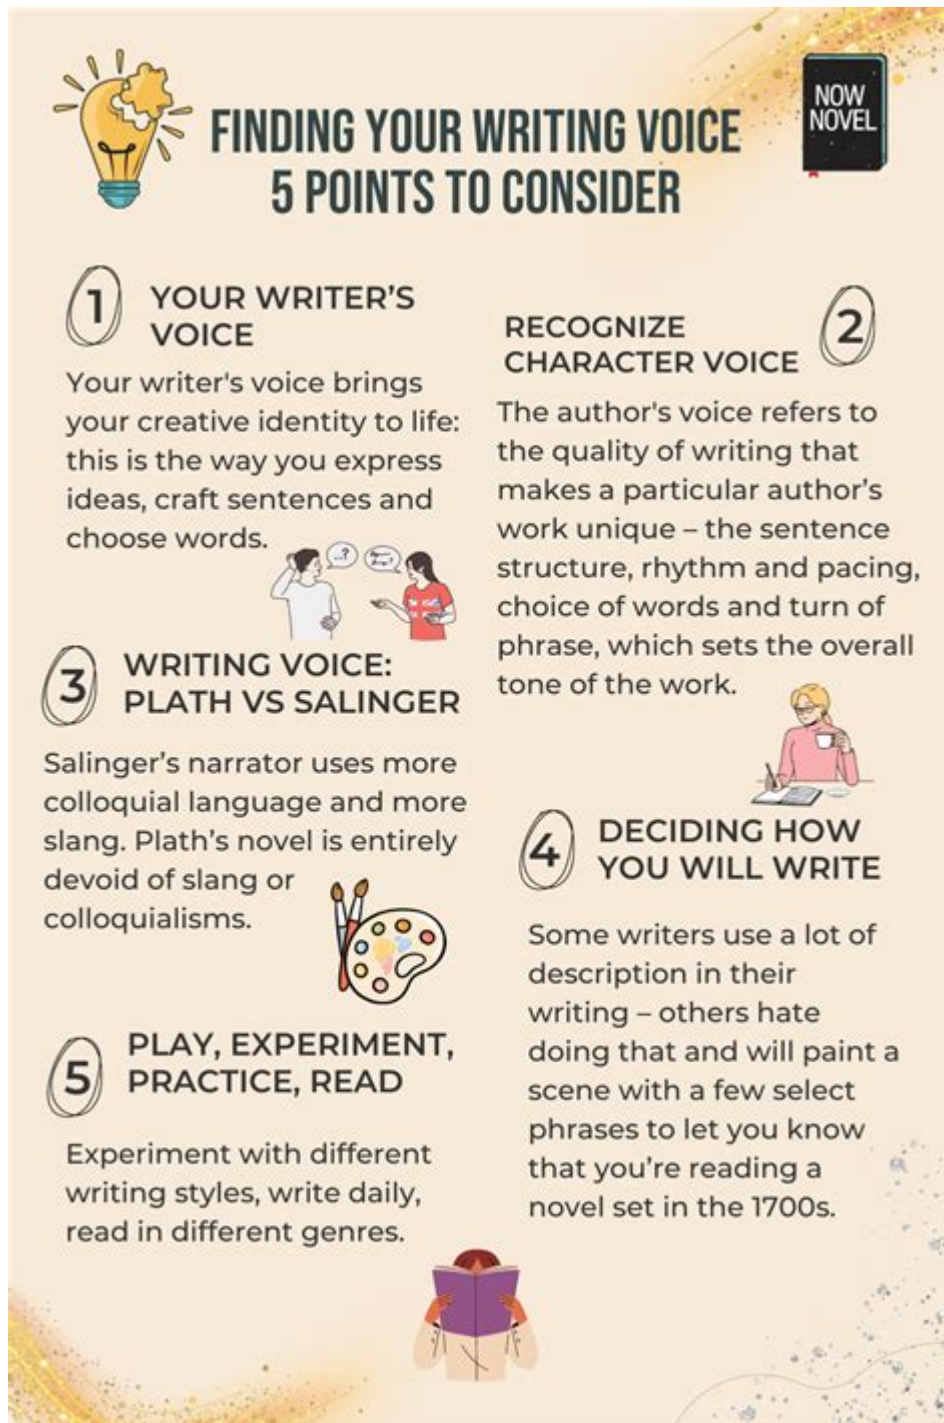 FINDING YOUR WRITING VOICE
5 POINTS TO CONSIDER
NOW
NOVEL
1
YOUR WRITER'S
VOICE
Your writer's voice brings
your creative identity to life:
this is the way you express
ideas, craft sentences and
choose words.
2
RECOGNIZE
CHARACTER VOICE
The author's voice refers to
the quality of writing that
makes a particular author's
work unique – the sentence
structure, rhythm and pacing,
choice of words and turn of
phrase, which sets the overall
tone of the work.
...?
3
WRITING VOICE:
PLATH VS SALINGER
Salinger's narrator uses more
colloquial language and more
slang. Plath's novel is entirely
devoid of slang or
colloquialisms.
4
DECIDING HOW
YOU WILL WRITE
Some writers use a lot of
description in their
writing – others hate
doing that and will paint a
scene with a few select
phrases to let you know
that you're reading a
novel set in the 1700s.
5
PLAY, EXPERIMENT,
PRACTICE, READ
Experiment with different
writing styles, write daily,
read in different genres.